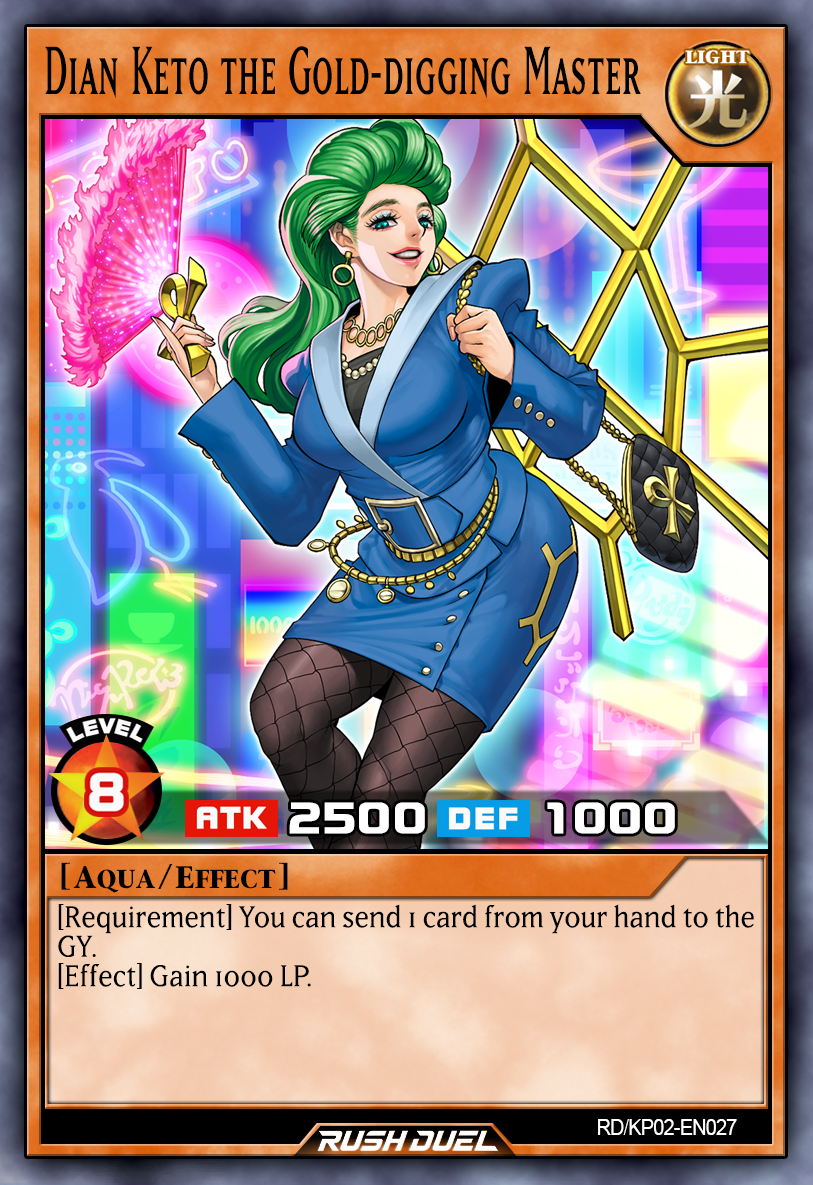 DIAN KETO THE GOLD-DIGGING MASTER
LIGHT
光
LEVEL
8
ATK 2500 DEF 1000
[AQUA/EFFECT]
[Requirement] You can send 1 card from your hand to the
GY.
[Effect] Gain 1000 LP.
RD/KP02-EN027
RUSH DUEL